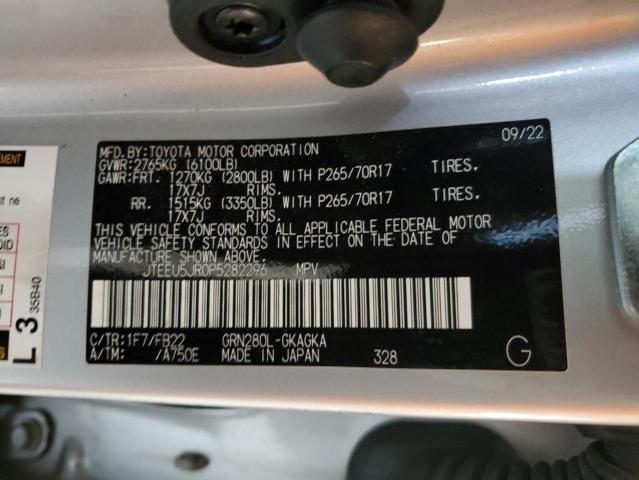 09/22
MFD.BY:TOYOTA MOTOR CORPORATION
GVWR:2765KG (6100LB)
GAWR:FRT. 1270KG (2800LB) WITH P265/70R17 TIRES.
17X7J RIMS.
RR. 1515KG (3350LB) WITH P265/70R17 TIRES.
17X7J RIMS.
THIS VEHICLE CONFORMS TO ALL APPLICABLE FEDERAL MOTOR
VEHICLE SAFETY STANDARDS IN EFFECT ON THE DATE OF
MANUFACTURE SHOWN ABOVE.
JTEEU5JR0P5282296 MPV
C/TR:1F7/FB22 GRN280L-GKAGKA
A/TM: /A750E MADE IN JAPAN 328 G
L 3 35B40